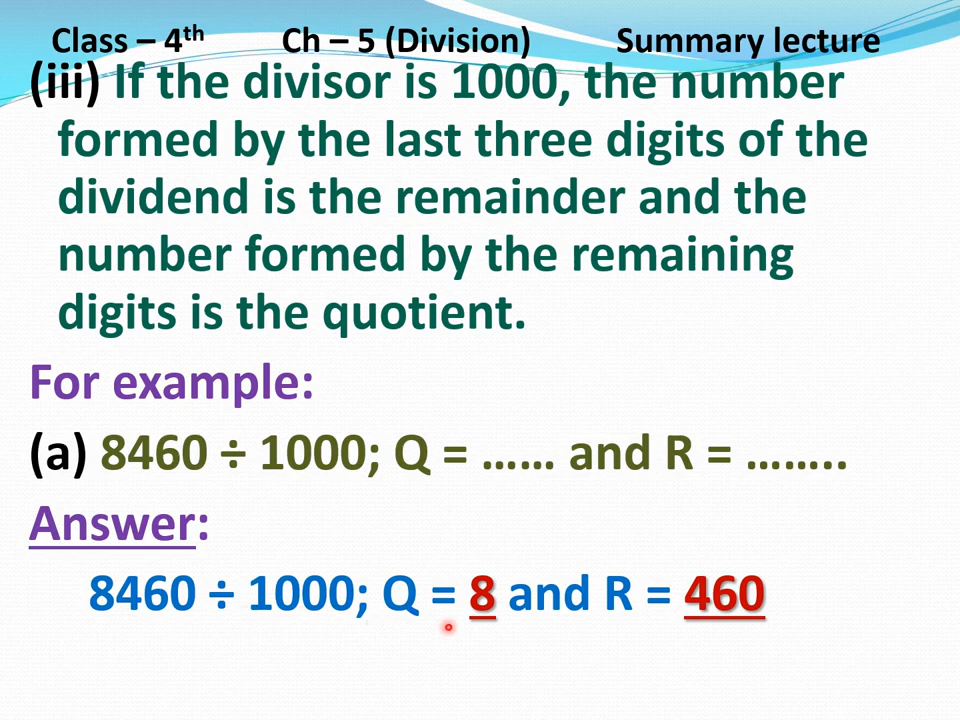 Class – 4th Ch – 5 (Division) Summary lecture
(iii) If the divisor is 1000, the number
formed by the last three digits of the
dividend is the remainder and the
number formed by the remaining
digits is the quotient.
For example:
(a) 8460 ÷ 1000; Q = …… and R = ……..
Answer:
8460 ÷ 1000; Q = 8 and R = 460